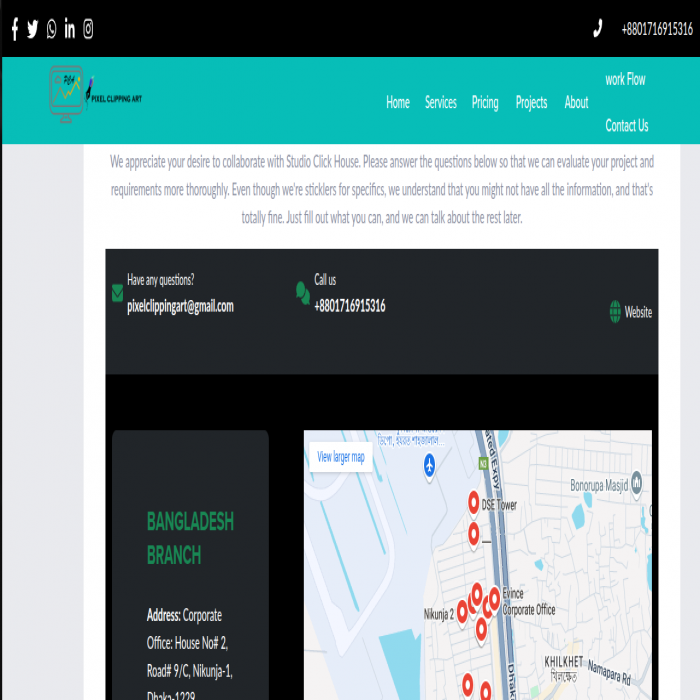 +8801716915316
PCA
PIXEL CLIPPING ART
Home Services Pricing Projects About
work Flow
Contact Us
We appreciate your desire to collaborate with Studio Click House. Please answer the questions below so that we can evaluate your project and
requirements more thoroughly. Even though we're sticklers for specifics, we understand that you might not have all the information, and that's
totally fine. Just fill out what you can, and we can talk about the rest later.
Have any questions?
pixelclippingart@gmail.com
Call us
+8801716915316
Website
BANGLADESH
BRANCH
Address: Corporate
Office: House No# 2,
Road# 9/C, Nikunja-1,
Dhaka-1229
View larger map
N3
DSE Tower
Bonorupa Masjid
Evince
Corporate Office
Nikunja 2
KHILKHET
খিলক্ষেত
Namapara Rd
Dhaka